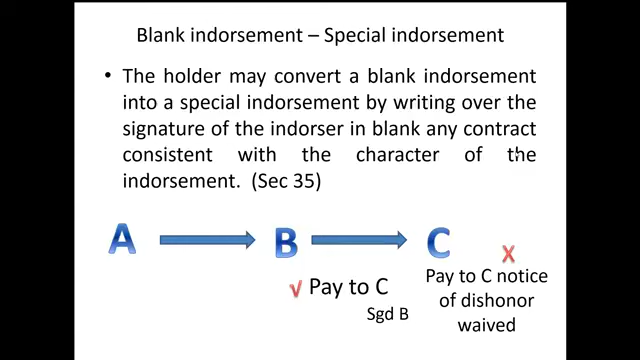 Blank indorsement – Special indorsement
• The holder may convert a blank indorsement
into a special indorsement by writing over the
signature of the indorser in blank any contract
consistent with the character of the
indorsement. (Sec 35)
A B C X
√ Pay to C
Sgd B
Pay to C notice
of dishonor
waived